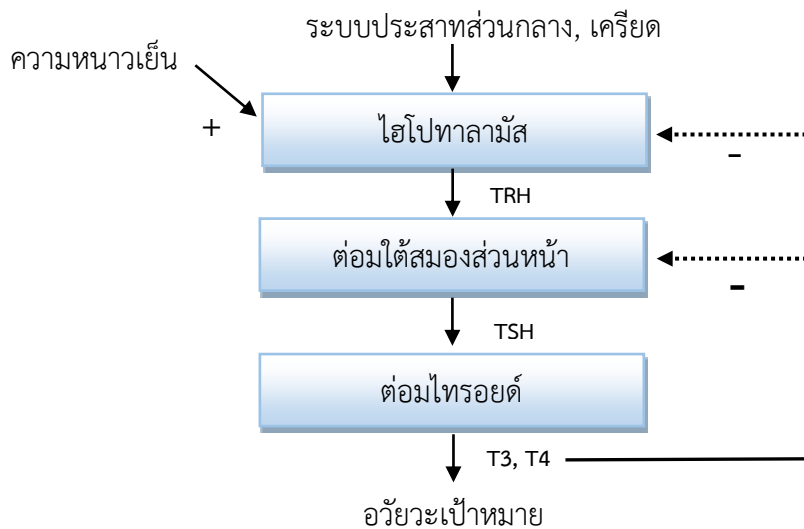 ระบบประสาทส่วนกลาง, เครียด
ความหนาวเย็น
+
ไฮโปทาลามัส
-
TRH
ต่อมใต้สมองส่วนหน้า
-
TSH
ต่อมไทรอยด์
T3, T4
อวัยวะเป้าหมาย